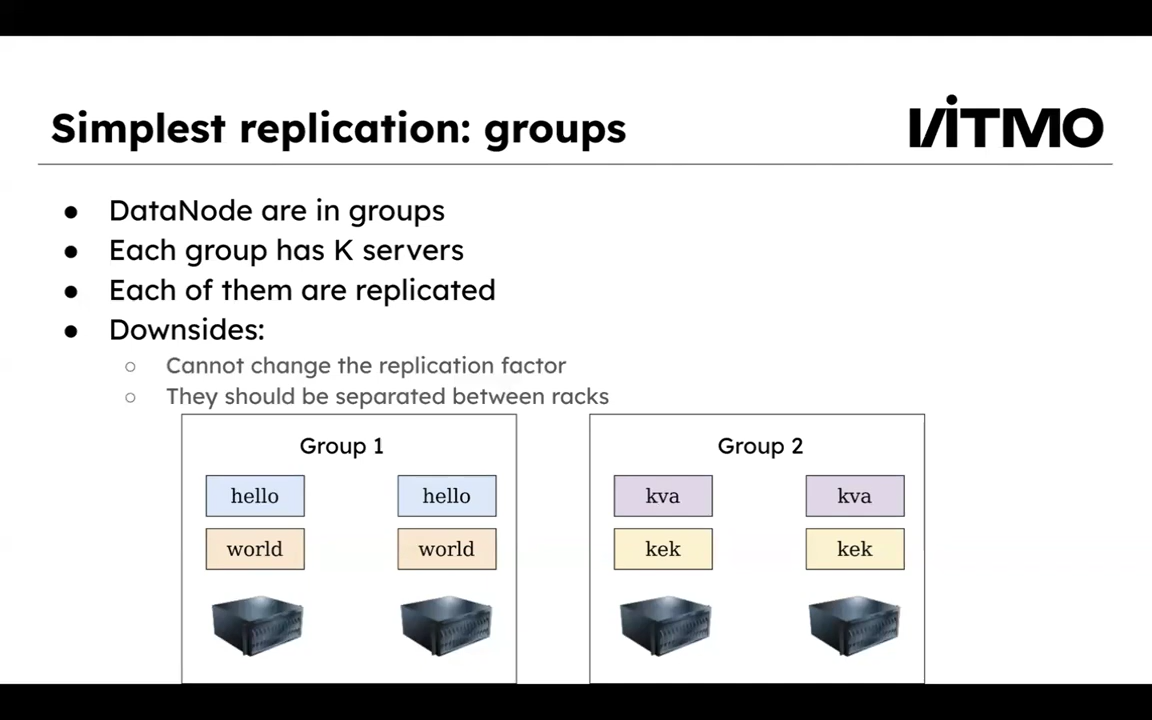 Simplest replication: groups
ITMO
● DataNode are in groups
● Each group has K servers
● Each of them are replicated
● Downsides:
○ Cannot change the replication factor
○ They should be separated between racks
Group 1
Group 2
hello hello kva kva
world world kek kek